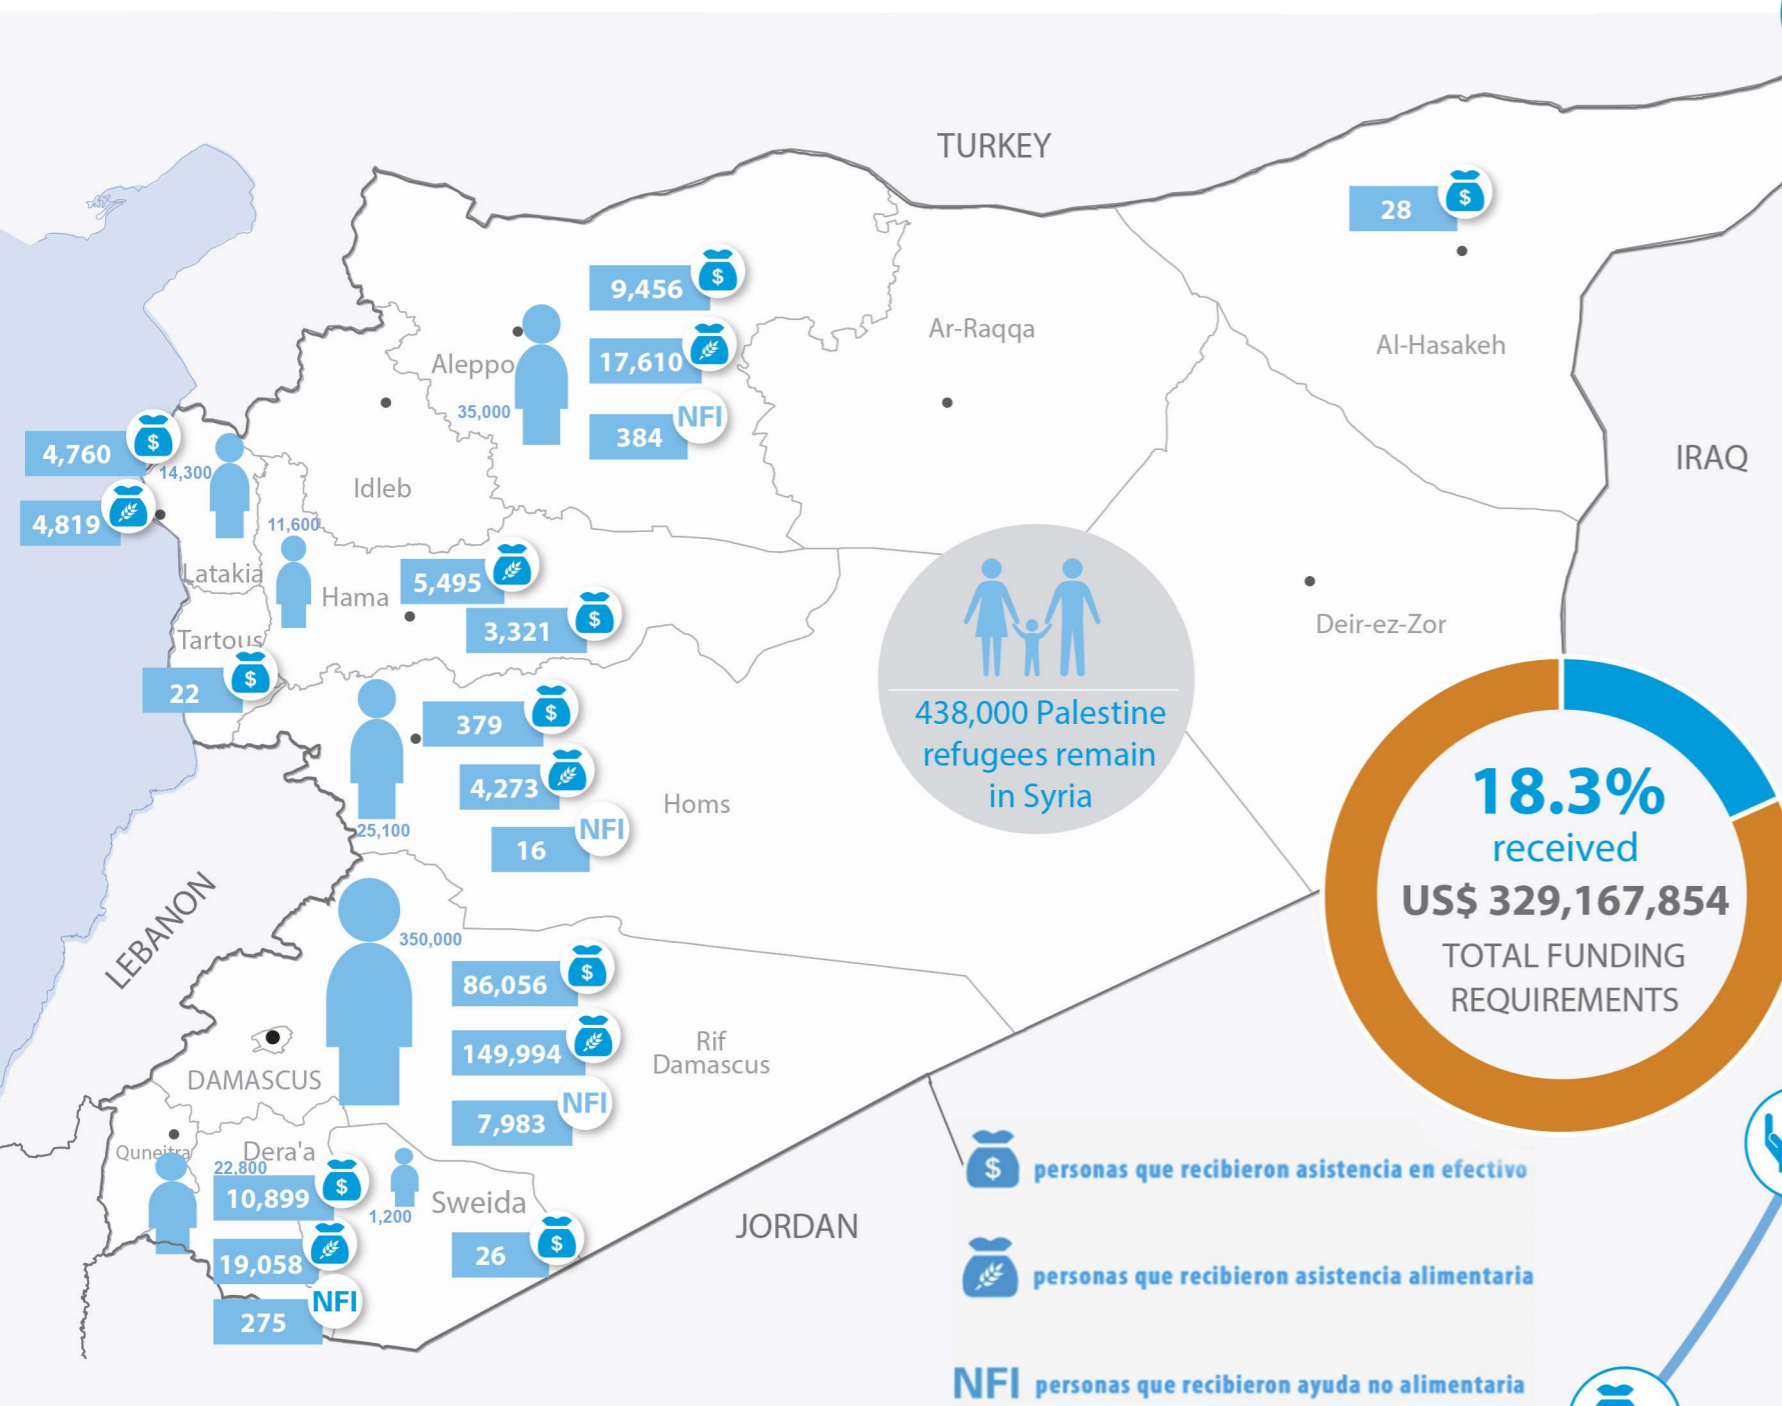 TURKEY
28
$
9,456
$
Ar-Raqqa
Al-Hasakeh
Aleppo
17,610
35,000
NFI
384
4,760
$
14,300
IRAQ
4,819
Idleb
11,600
Latakia
Hama
5,495
3,321
$
Deir-ez-Zor
Tartous
22
$
379
$
438,000 Palestine
refugees remain
in Syria
4,273
Homs
25,100
16
NFI
18.3%
received
US$ 329,167,854
TOTAL FUNDING
REQUIREMENTS
LEBANON
350,000
86,056
$
149,994
Rif
Damascus
DAMASCUS
7,983
NFI
Quneitra
Dera'a
22,800
10,899
$
1,200
Sweida
26
$
JORDAN
19,058
275
NFI
$ personas que recibieron asistencia en efectivo
personas que recibieron asistencia alimentaria
NFI personas que recibieron ayuda no alimentaria